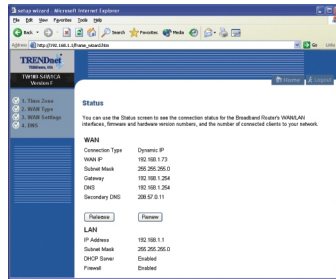 setup wizard - Microsoft Internet Explorer
File Edit View Favorites Tools Help
Back Search Favorites Media
Address http://192.168.1.1/frame_wizard.htm Go Links
TRENDnet
TRENDware, USA
TW100-S4W1CA
Version F
Home Logout
1. Time Zone
2. WAN Type
3. WAN Settings
4. DNS
Status
You can use the Status screen to see the connection status for the Broadband Router's WAN/LAN
interfaces, firmware and hardware version numbers, and the number of connected clients to your network.
WAN
Connection Type Dynamic IP
WAN IP 192.168.1.73
Subnet Mask 255.255.255.0
Gateway 192.168.1.254
DNS 192.168.1.254
Secondary DNS 208.57.0.11
Release Renew
LAN
IP Address 192.168.1.1
Subnet Mask 255.255.255.0
DHCP Server Enabled
Firewall Enabled